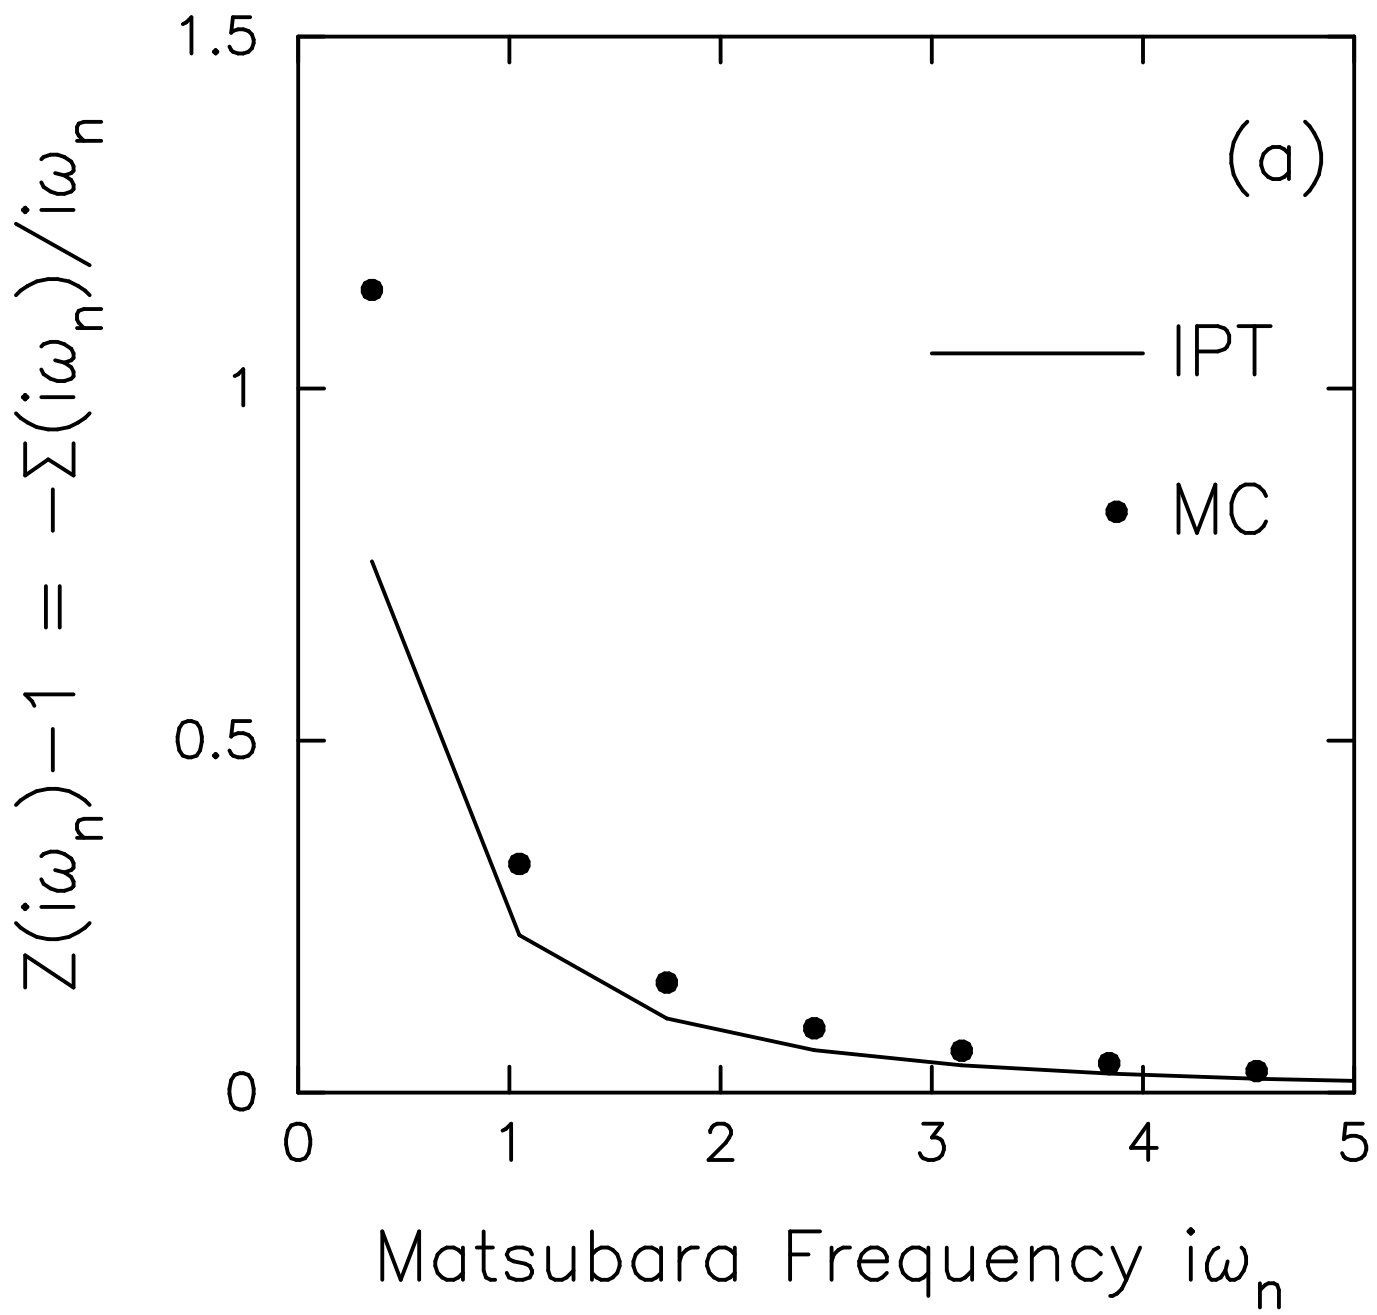 Z(iω_n)−1 = −Σ(iω_n)/iω_n
1.5
1
0.5
0
(a)
IPT
MC
0 1 2 3 4 5
Matsubara Frequency iω_n